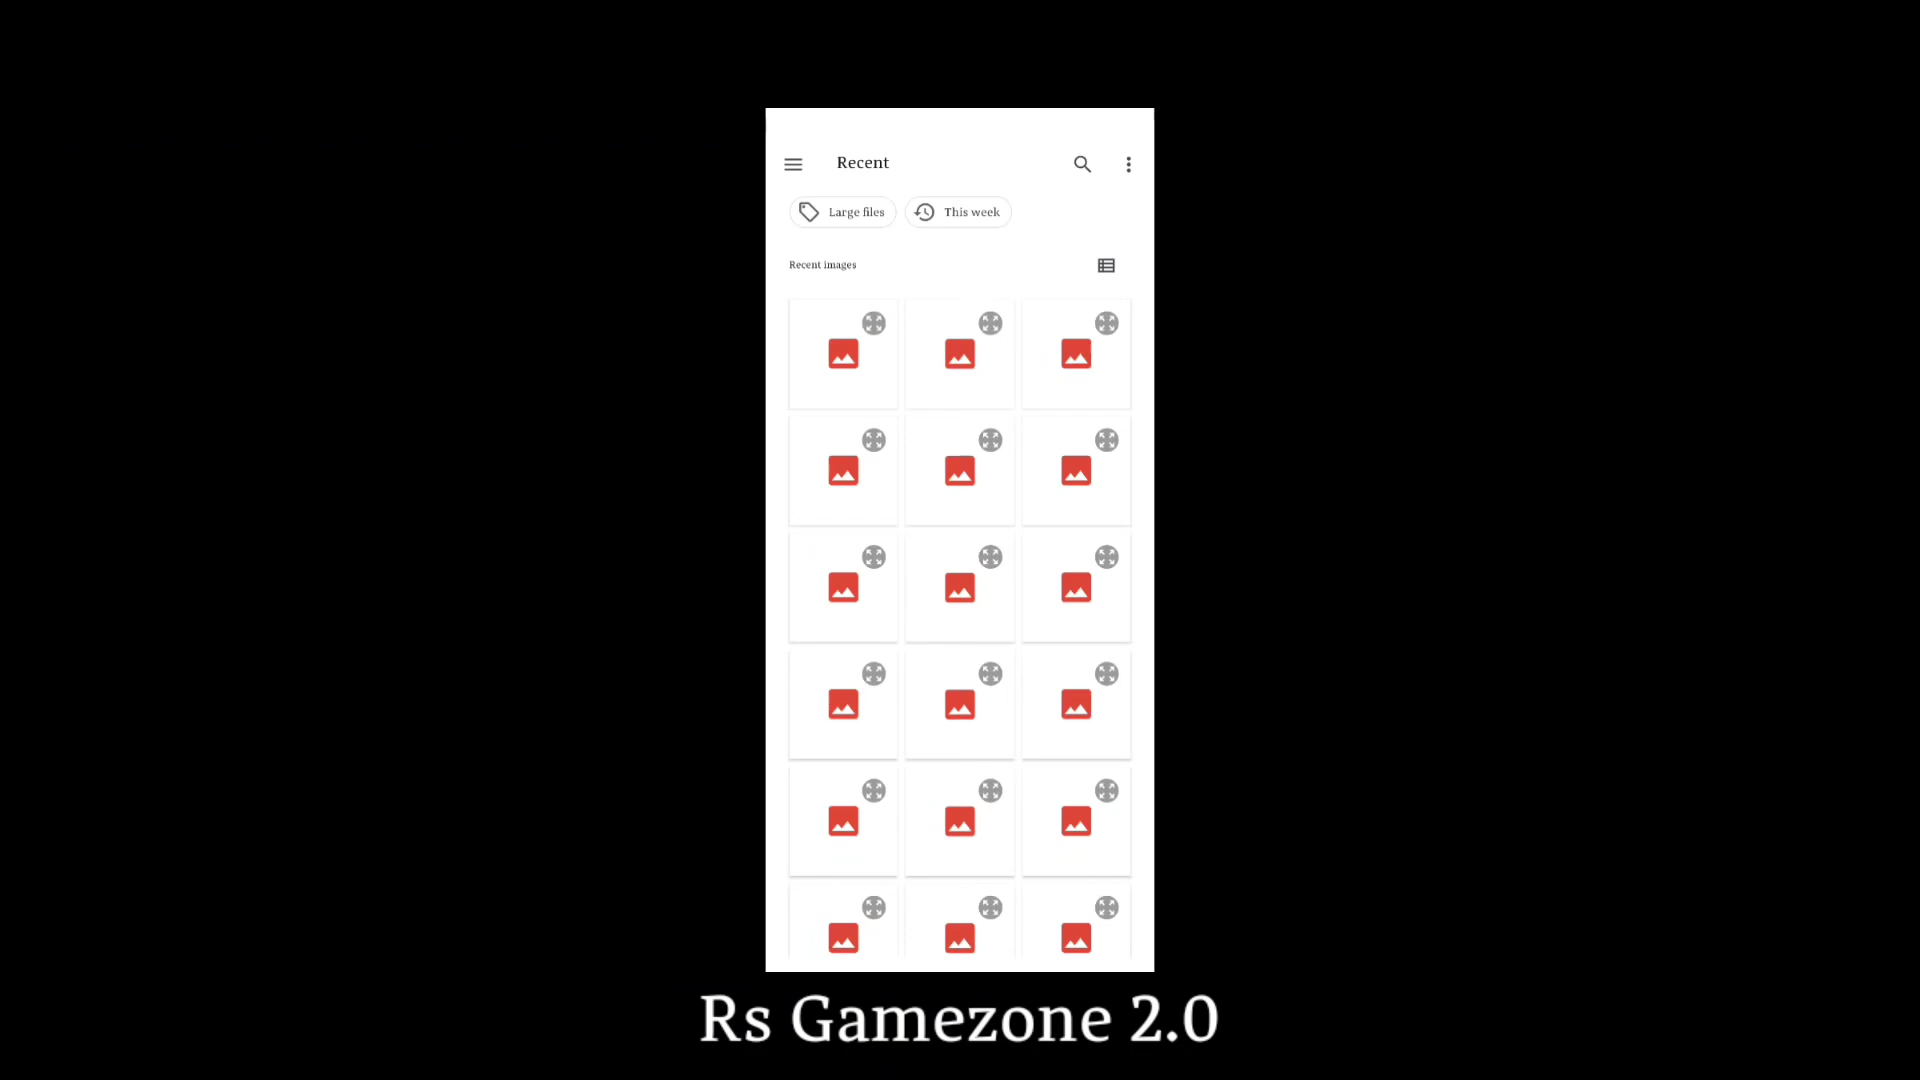 Recent
Large files
This week
Recent images
Rs Gamezone 2.0